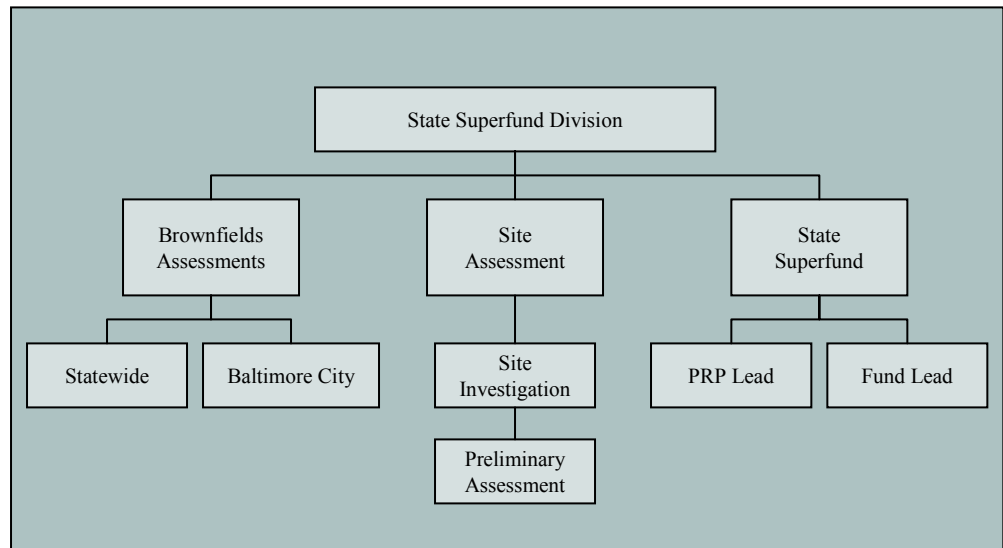 State Superfund Division
Brownfields
Assessments
Site
Assessment
State
Superfund
Statewide
Baltimore City
Site
Investigation
PRP Lead
Fund Lead
Preliminary
Assessment